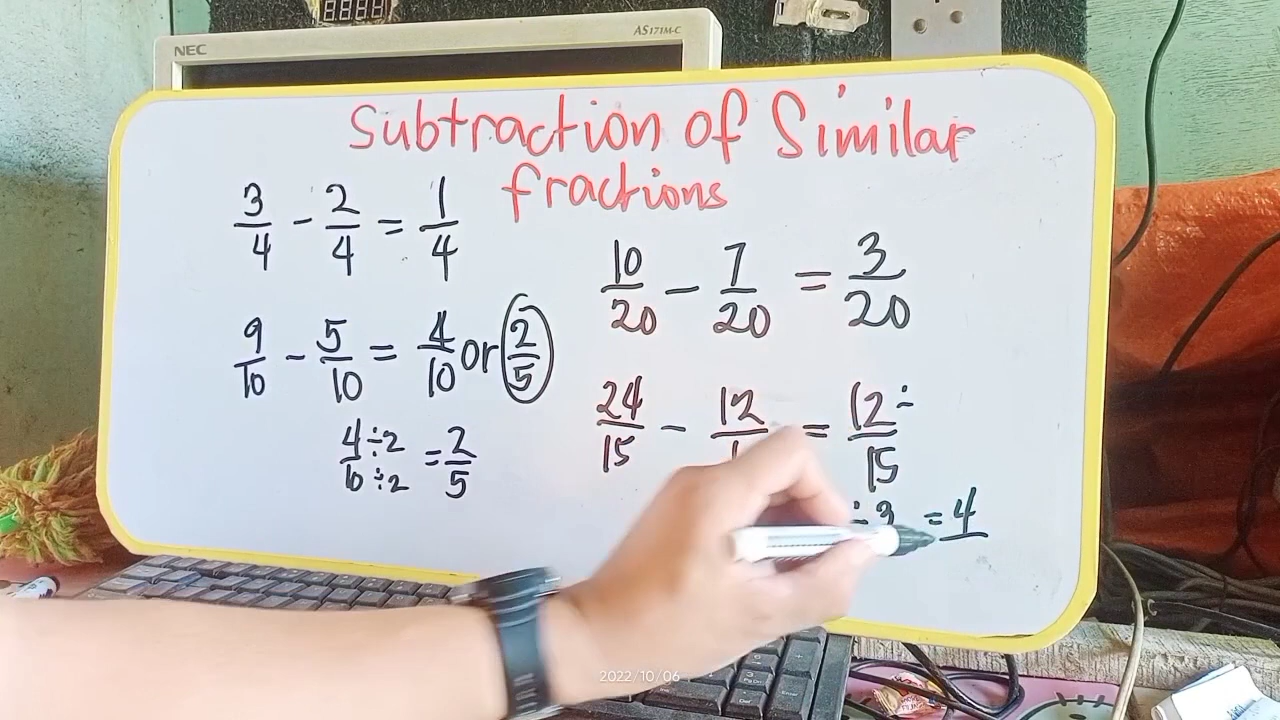 NEC
AS171M-C
Subtraction of Similar
fractions
3/4 - 2/4 = 1/4
9/10 - 5/10 = 4/10 or 2/5
4÷2/10÷2 = 2/5
10/20 - 7/20 = 3/20
24/15 - 12/1 = 12÷/15
÷3 = 4
2022/10/06